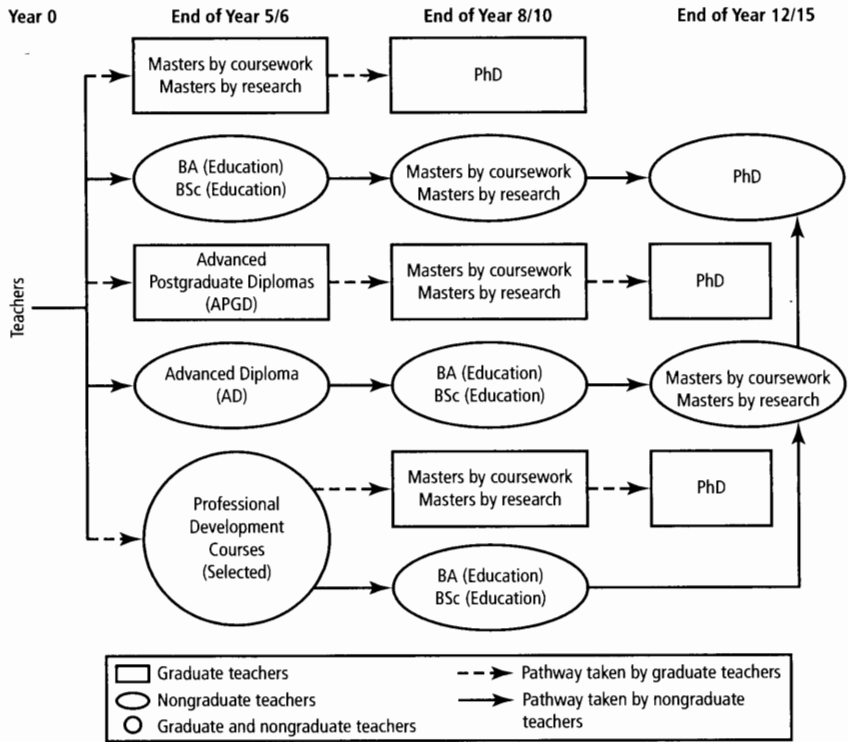 Year 0
End of Year 5/6
End of Year 8/10
End of Year 12/15
Teachers
Masters by coursework
Masters by research
PhD
BA (Education)
BSc (Education)
Masters by coursework
Masters by research
PhD
Advanced
Postgraduate Diplomas
(APGD)
Masters by coursework
Masters by research
PhD
Advanced Diploma
(AD)
BA (Education)
BSc (Education)
Masters by coursework
Masters by research
Professional
Development
Courses
(Selected)
Masters by coursework
Masters by research
PhD
BA (Education)
BSc (Education)
Graduate teachers
Nongraduate teachers
Graduate and nongraduate teachers
Pathway taken by graduate teachers
Pathway taken by nongraduate
teachers